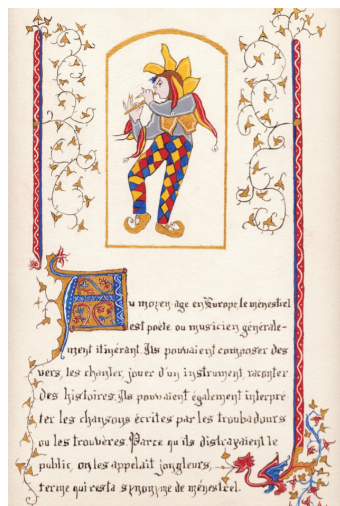 Au moyen-age en Europe le ménestrel
est poète ou musicien générale-
ment itinérant. Ils pouvaient composer des
vers, les chanter, jouer d'un instrument raconter
des histoires. Ils pouvaient également interpré
ter les chansons écrites par les troubadours
ou les trouvères. Parce qu ils distrayaient le
public, on les appelait jongleurs,
terme qui resta synonyme de ménestrel.